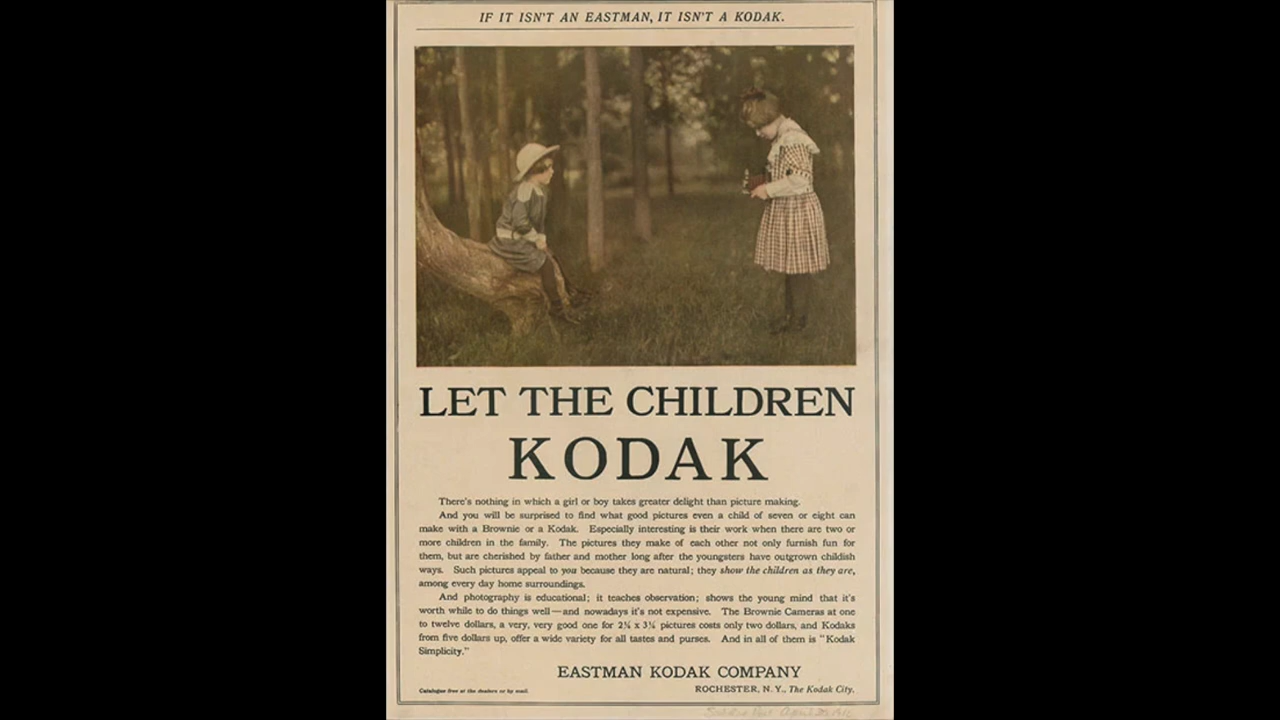 IF IT ISN'T AN EASTMAN, IT ISN'T A KODAK.
LET THE CHILDREN
KODAK
There's nothing in which a girl or boy takes greater delight than picture making.
And you will be surprised to find what good pictures even a child of seven or eight can
make with a Brownie or a Kodak. Especially interesting is their work when there are two or
more children in the family. The pictures they make of each other not only furnish fun for
them, but are cherished by father and mother long after the youngsters have outgrown childish
ways. Such pictures appeal to you because they are natural; they show the children as they are,
among every day home surroundings.
And photography is educational; it teaches observation; shows the young mind that it's
worth while to do things well—and nowadays it's not expensive. The Brownie Cameras at one
to twelve dollars, a very, very good one for 2¼ x 3¼ pictures costs only two dollars, and Kodaks
from five dollars up, offer a wide variety for all tastes and purses. And in all of them is "Kodak
Simplicity."
EASTMAN KODAK COMPANY
Catalogue free at the dealers or by mail.
ROCHESTER, N. Y., The Kodak City.